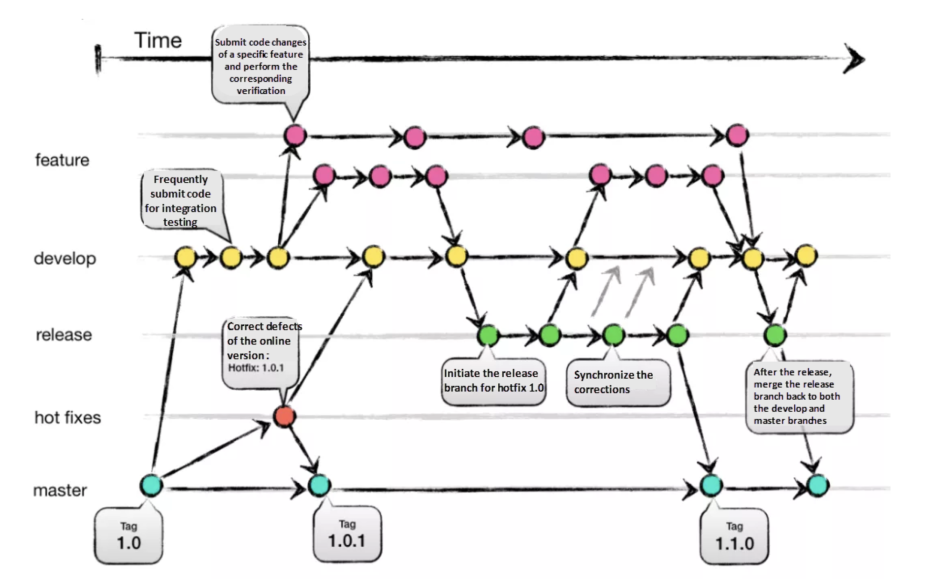 Time
Submit code changes
of a specific feature
and perform the
corresponding
verification
feature
Frequently
submit code
for integration
testing
develop
release
Correct defects
of the online
version :
Hotfix: 1.0.1
Initiate the release
branch for hotfix 1.0
Synchronize the
corrections
After the release,
merge the release
branch back to both
the develop and
master branches
hot fixes
master
Tag
1.0
Tag
1.0.1
Tag
1.1.0